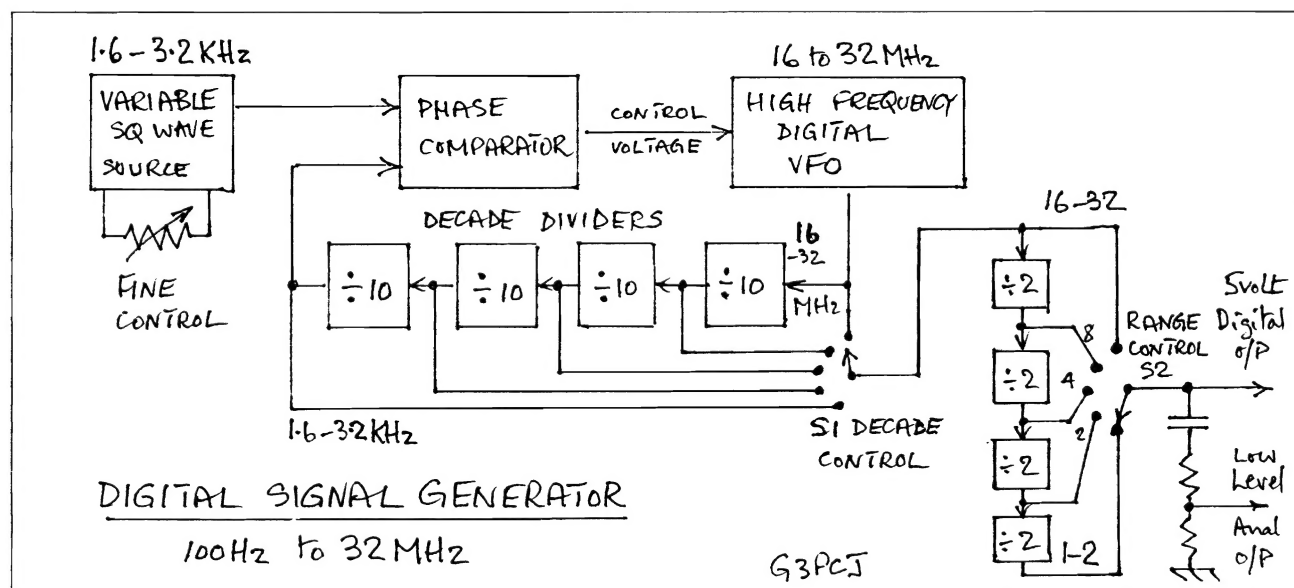 1.6-3.2 KHz
VARIABLE
SQ WAVE
SOURCE
FINE
CONTROL
PHASE
COMPARATOR
CONTROL
VOLTAGE
16 to 32 MHz
HIGH FREQUENCY
DIGITAL
VFO
DECADE DIVIDERS
÷10
÷10
÷10
÷10
16
-32
MHz
1.6-3.2KHz
S1 DECADE
CONTROL
16-32
÷2
÷2
÷2
÷2
8
4
2
1-2
RANGE
CONTROL
S2
5volt
Digital
o/P
Low
Level
Anal
o/P
DIGITAL SIGNAL GENERATOR
100Hz to 32MHz
G3PCJ